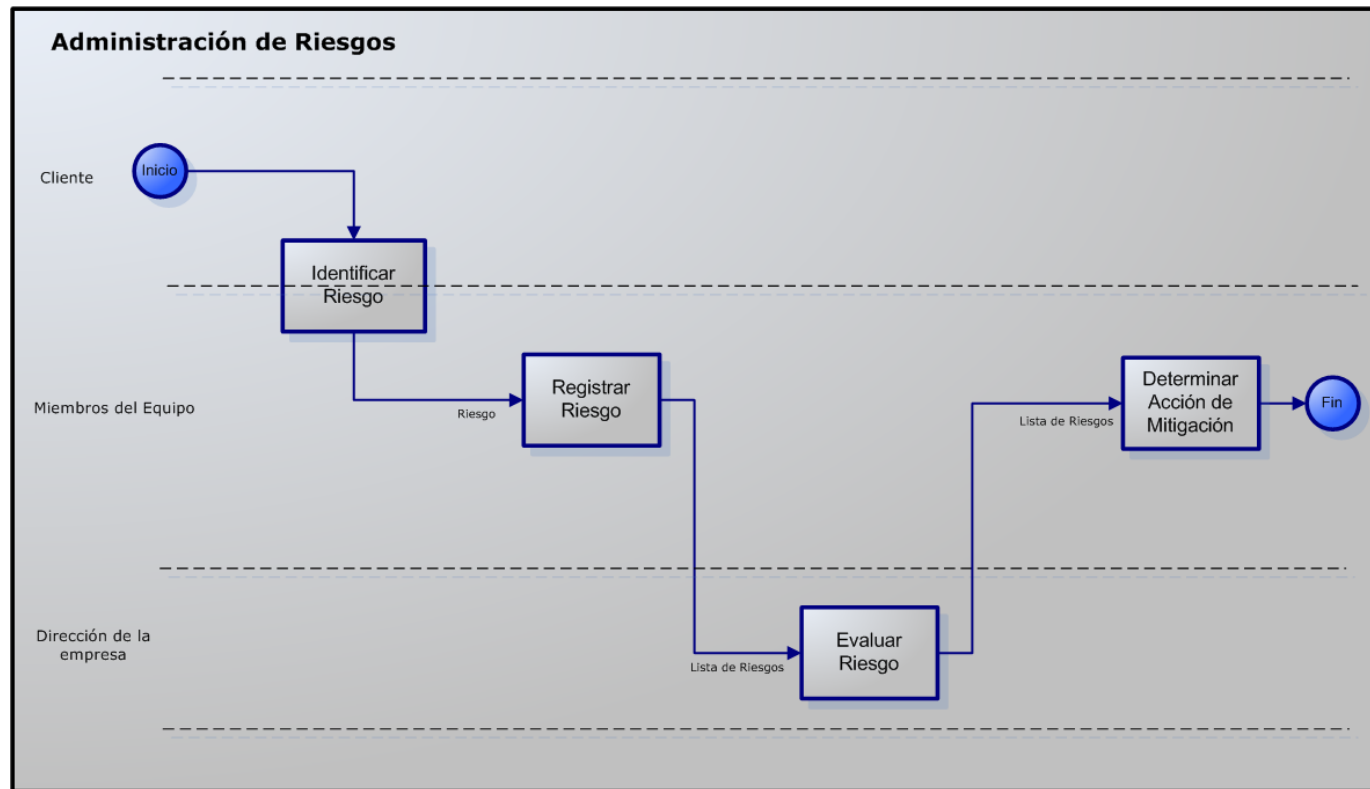 Administración de Riesgos
Cliente
Inicio
Identificar
Riesgo
Miembros del Equipo
Riesgo
Registrar
Riesgo
Lista de Riesgos
Determinar
Acción de
Mitigación
Fin
Dirección de la
empresa
Lista de Riesgos
Evaluar
Riesgo